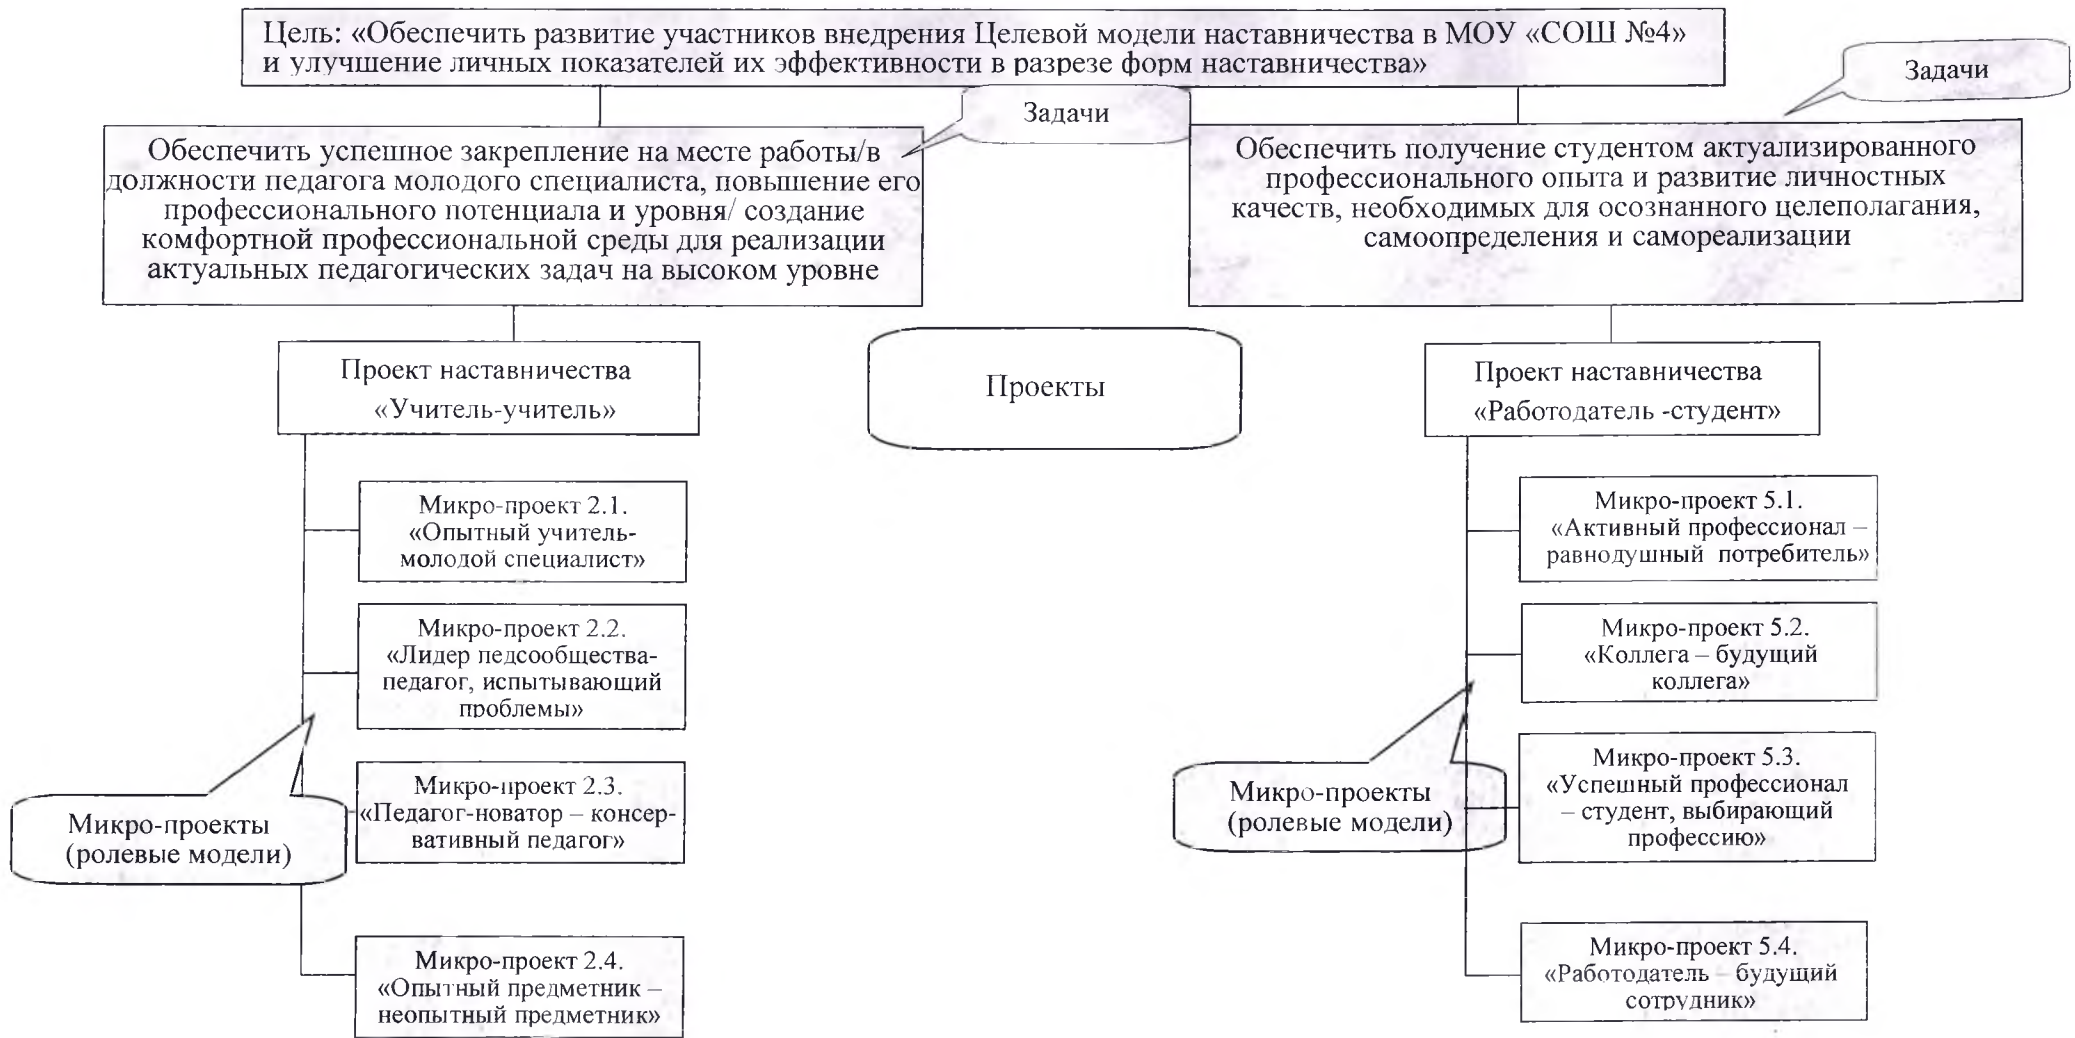 Цель: «Обеспечить развитие участников внедрения Целевой модели наставничества в МОУ «СОШ №4»
и улучшение личных показателей их эффективности в разрезе форм наставничества»
Задачи
Задачи
Обеспечить успешное закрепление на месте работы/в
должности педагога молодого специалиста, повышение его
профессионального потенциала и уровня/ создание
комфортной профессиональной среды для реализации
актуальных педагогических задач на высоком уровне
Обеспечить получение студентом актуализированного
профессионального опыта и развитие личностных
качеств, необходимых для осознанного целеполагания,
самоопределения и самореализации
Проект наставничества
«Учитель-учитель»
Проекты
Проект наставничества
«Работодатель -студент»
Микро-проект 2.1.
«Опытный учитель-
молодой специалист»
Микро-проект 2.2.
«Лидер педсообщества-
педагог, испытывающий
проблемы»
Микро-проекты
(ролевые модели)
Микро-проект 2.3.
«Педагог-новатор – консер-
вативный педагог»
Микро-проект 2.4.
«Опытный предметник –
неопытный предметник»
Микро-проект 5.1.
«Активный профессионал –
равнодушный потребитель»
Микро-проект 5.2.
«Коллега – будущий
коллега»
Микро-проекты
(ролевые модели)
Микро-проект 5.3.
«Успешный профессионал
– студент, выбирающий
профессию»
Микро-проект 5.4.
«Работодатель – будущий
сотрудник»